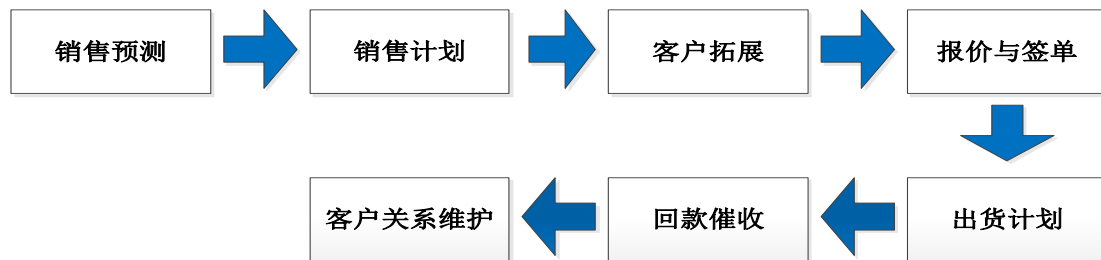 销售预测
销售计划
客户拓展
报价与签单
出货计划
回款催收
客户关系维护